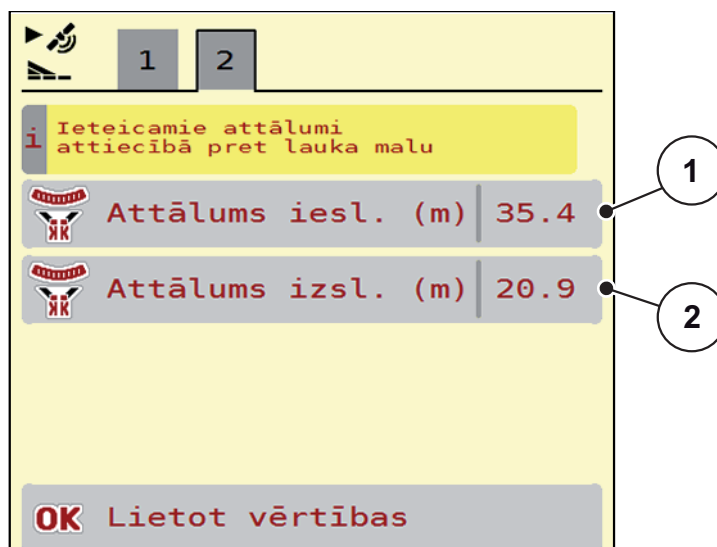 1 2
i Ieteicamie attālumi
attiecībā pret lauka malu
Attālums iesl. (m) 35.4
1
Attālums izsl. (m) 20.9
2
OK Lietot vērtības